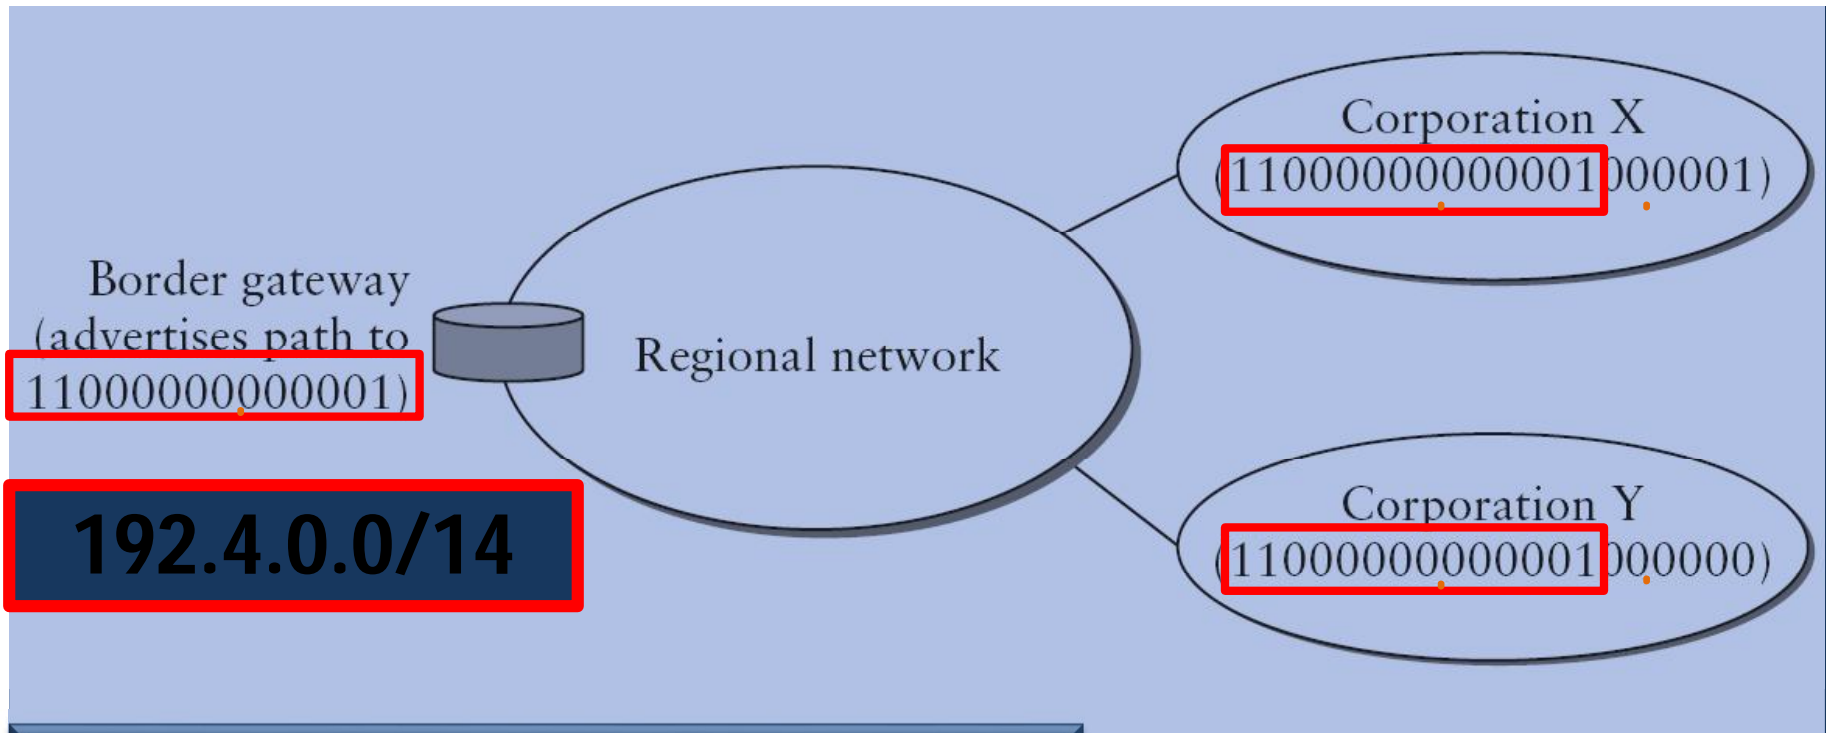 Corporation X
(11000000000001000001)
Border gateway
(advertises path to
11000000000001)
Regional network
192.4.0.0/14
Corporation Y
(11000000000001000000)